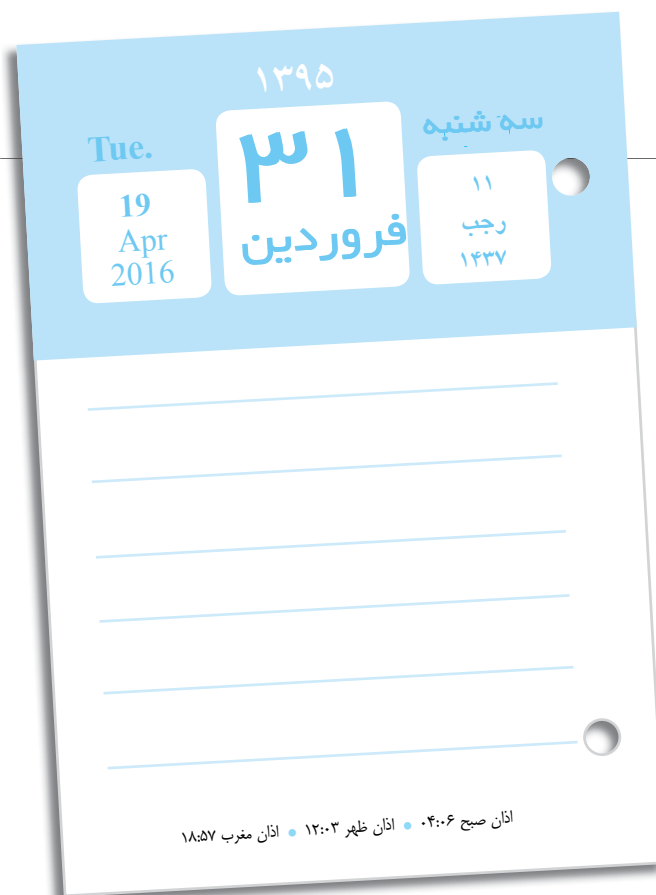 ۱۳۹۵
سه شنبه
۱۱
رجب
۱۴۳۷
۳۱
فروردین
Tue.
19
Apr
2016
اذان صبح ۰۴:۰۶ • اذان ظهر ۱۲:۰۳ • اذان مغرب ۱۸:۵۷